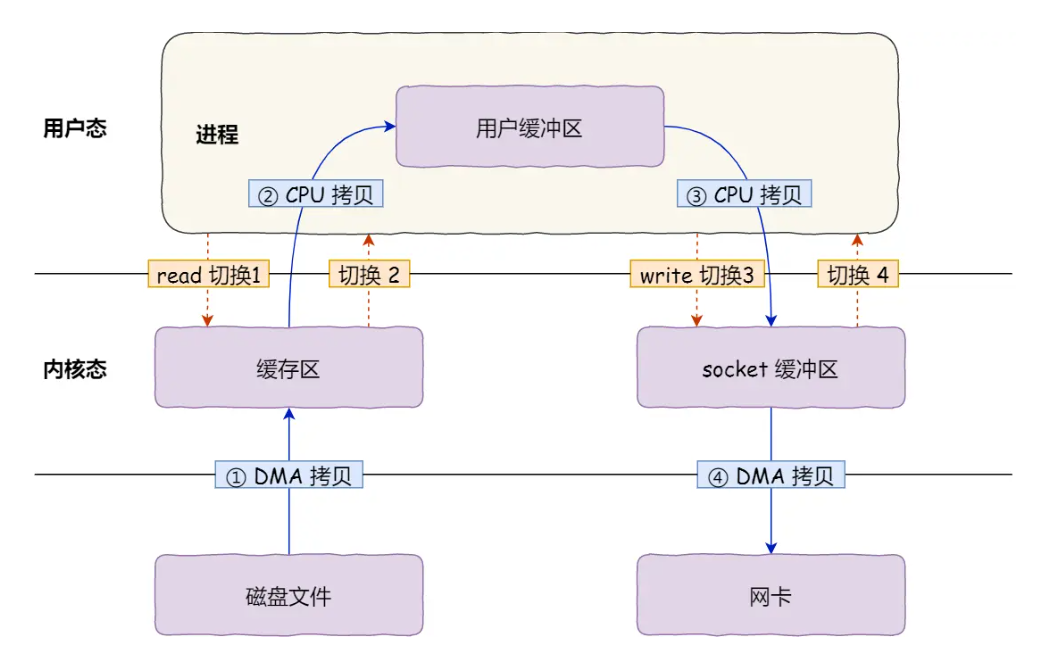 用户态
进程
用户缓冲区
② CPU 拷贝
③ CPU 拷贝
read 切换1
切换 2
write 切换3
切换 4
内核态
缓存区
socket 缓冲区
① DMA 拷贝
④ DMA 拷贝
磁盘文件
网卡